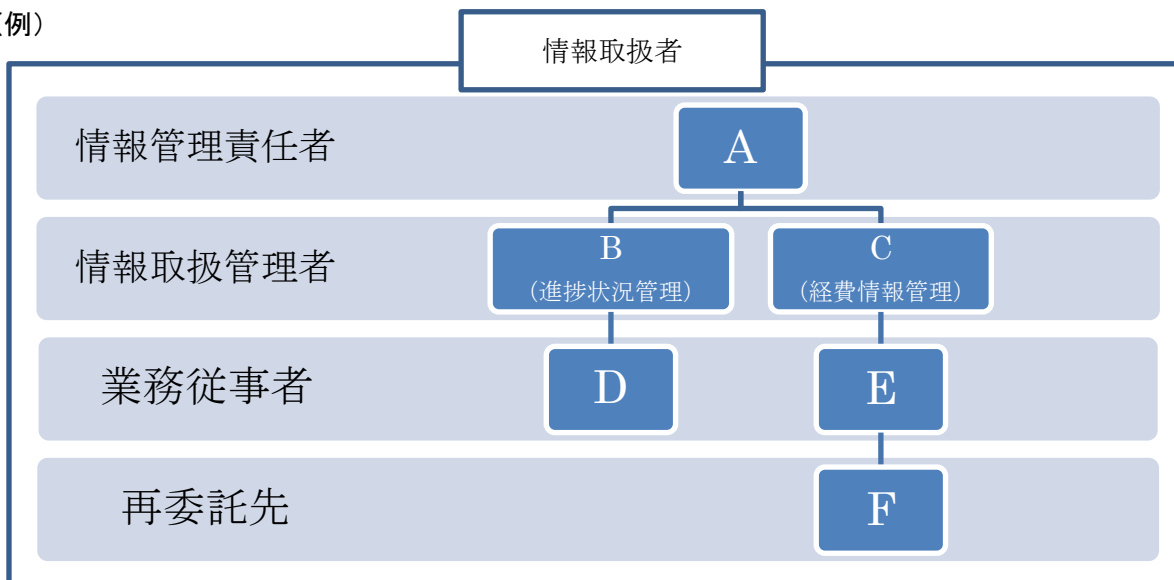 （例）
情報取扱者
情報管理責任者
A
情報取扱管理者
B
（進捗状況管理）
C
（経費情報管理）
業務従事者
D
E
再委託先
F